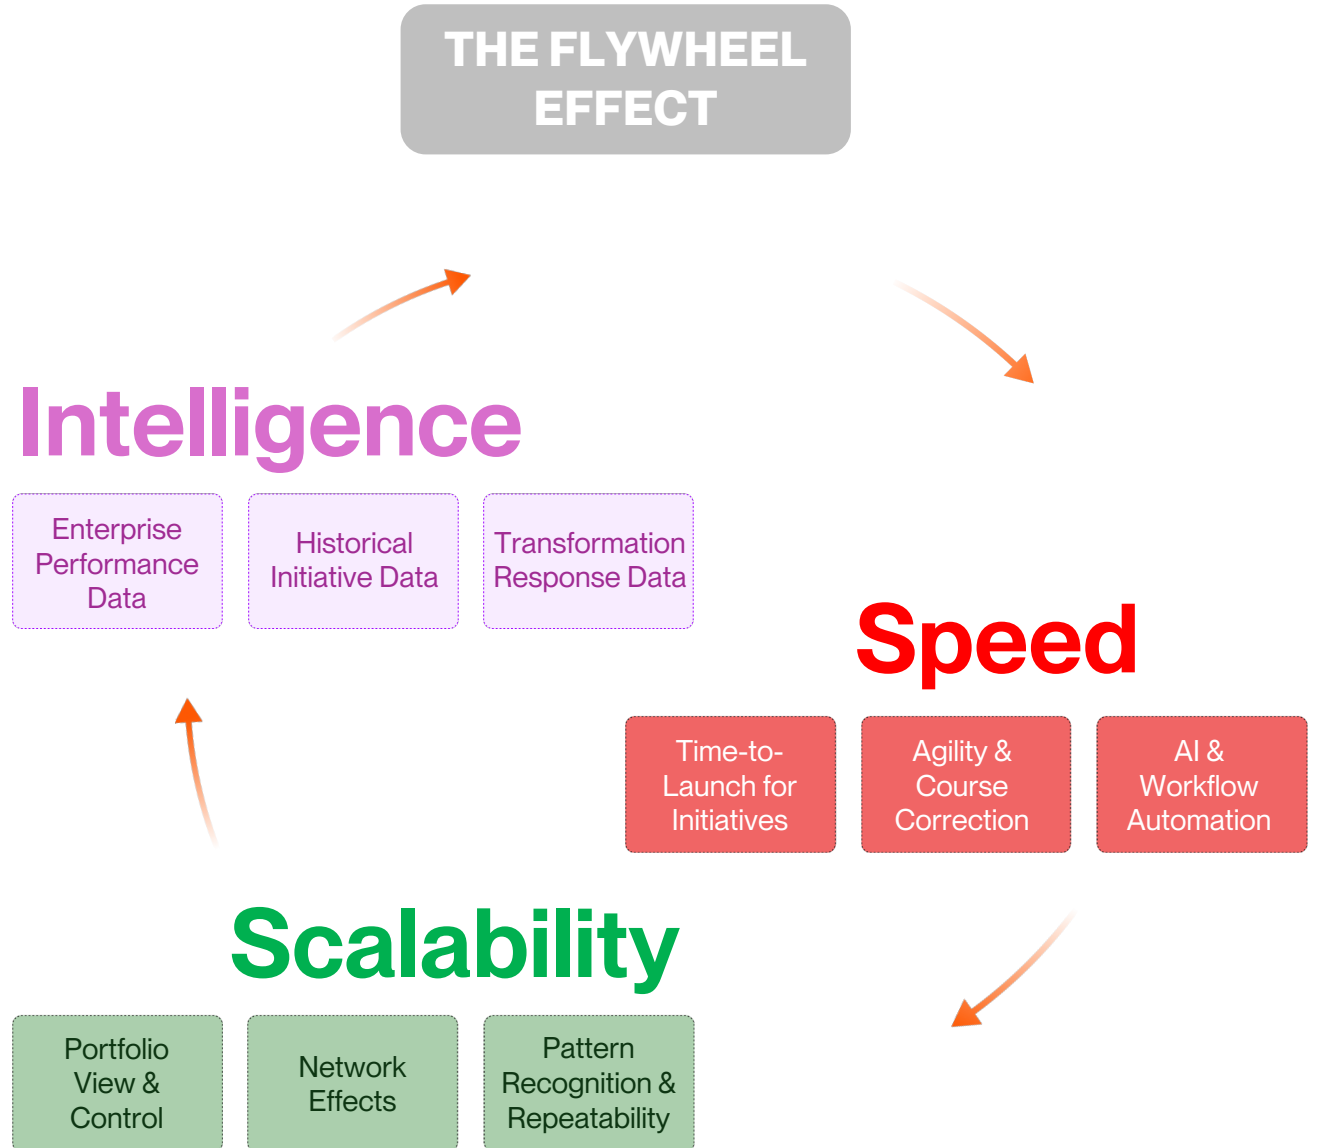 THE FLYWHEEL
EFFECT
Intelligence
Enterprise
Performance
Data
Historical
Initiative Data
Transformation
Response Data
Speed
Time-to-
Launch for
Initiatives
Agility &
Course
Correction
AI &
Workflow
Automation
Scalability
Portfolio
View &
Control
Network
Effects
Pattern
Recognition &
Repeatability